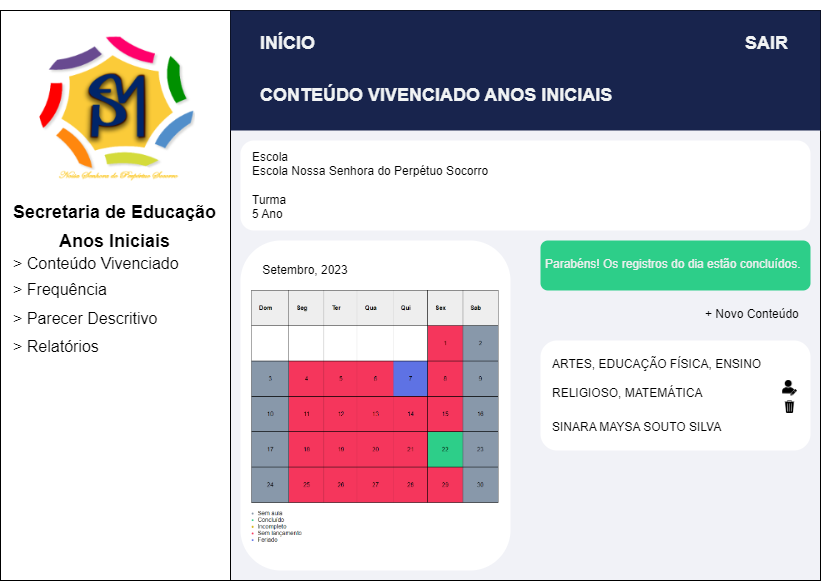 INÍCIO
SAIR
CONTEÚDO VIVENCIADO ANOS INICIAIS
Nossa Senhora do Perpétuo Socorro
Secretaria de Educação
Anos Iniciais
> Conteúdo Vivenciado
> Frequência
> Parecer Descritivo
> Relatórios
Escola
Escola Nossa Senhora do Perpétuo Socorro
Turma
5 Ano
Setembro, 2023
Dom Seg Ter Qua Qui Sex Sab
1 2
3 4 5 6 7 8 9
10 11 12 13 14 15 16
17 18 19 20 21 22 23
24 25 26 27 28 29 30
Sem aula
Concluído
Incompleto
Sem lançamento
Feriado
Parabéns! Os registros do dia estão concluídos.
+ Novo Conteúdo
ARTES, EDUCAÇÃO FÍSICA, ENSINO
RELIGIOSO, MATEMÁTICA
SINARA MAYSA SOUTO SILVA